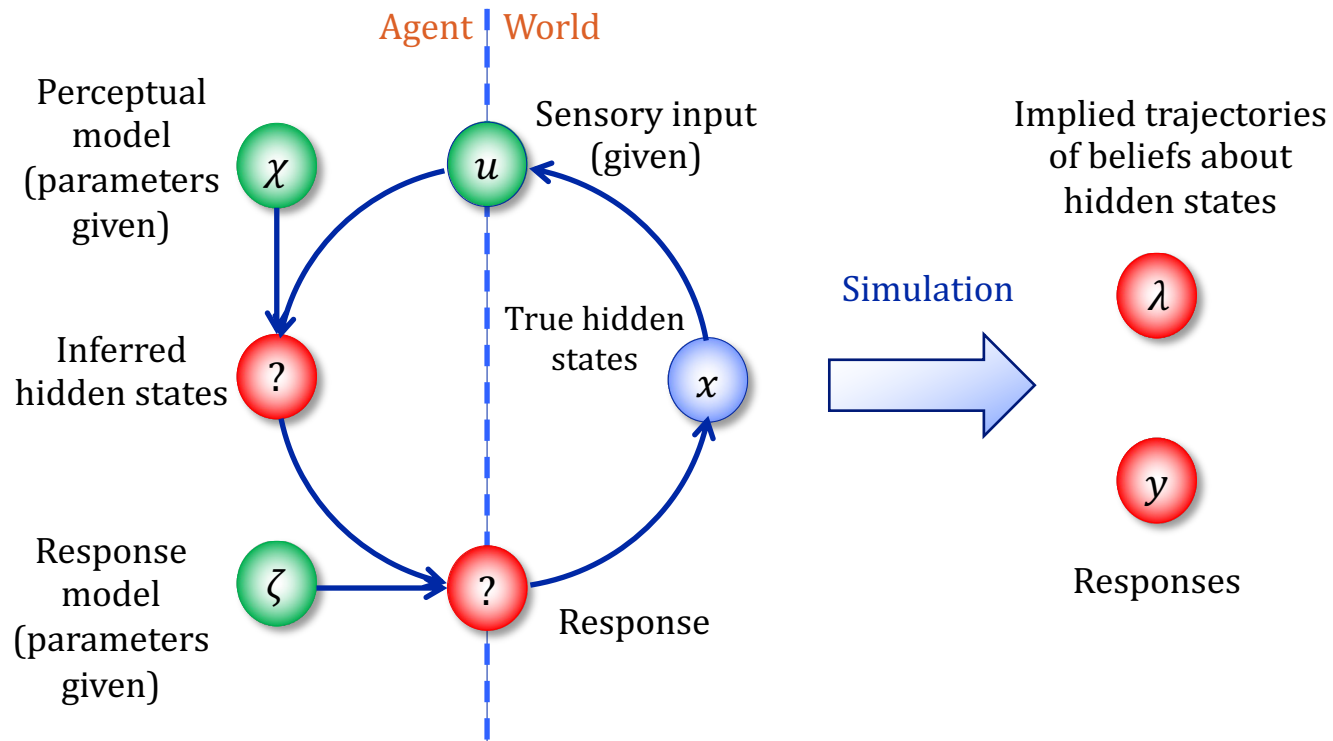 Agent World
Perceptual
model
(parameters
given)
χ
u
Sensory input
(given)
Inferred
hidden states
?
True hidden
states
x
Response
model
(parameters
given)
ζ
?
Response
Simulation
Implied trajectories
of beliefs about
hidden states
λ
y
Responses